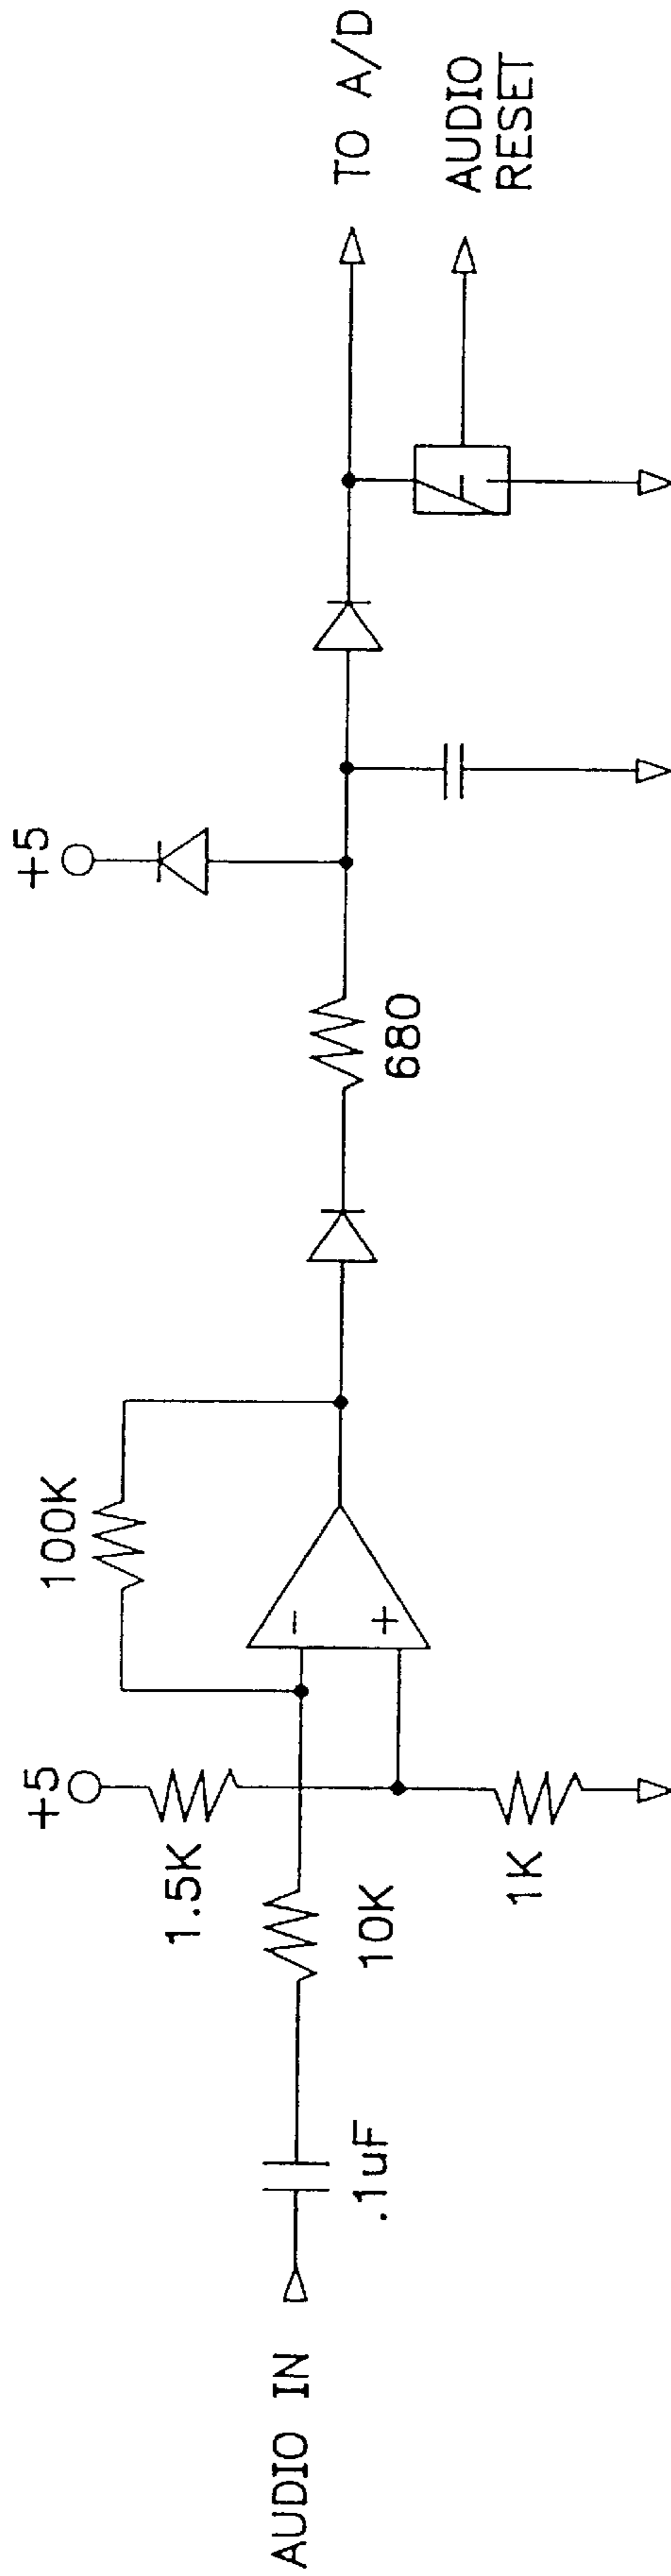 AUDIO IN
.1uF
10K
1.5K
+5
1K
100K
-
+
680
+5
TO A/D
AUDIO
RESET